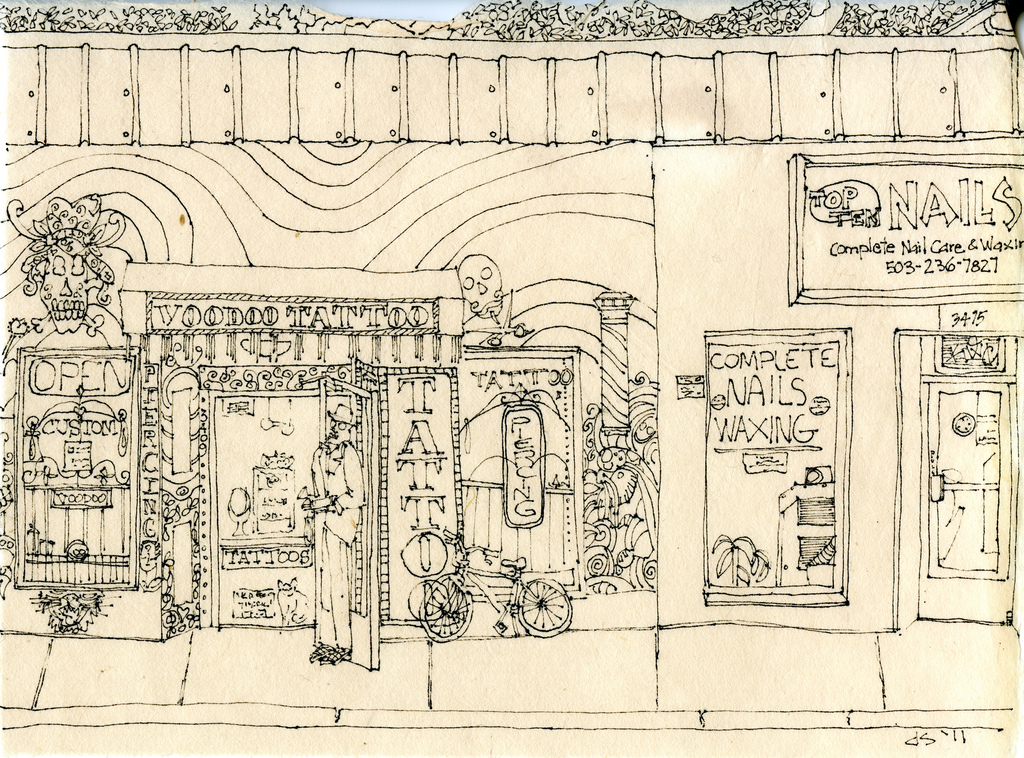 TOP TEN NAILS
Complete Nail Care & Waxin
503-236-7827
VOODOO TATTOO
3475
OPEN
CUSTOM
VOODOO
PIERCING
TATTOOS
TATTOO
TATTOO
PIERCING
COMPLETE
NAILS
WAXING
JS '11